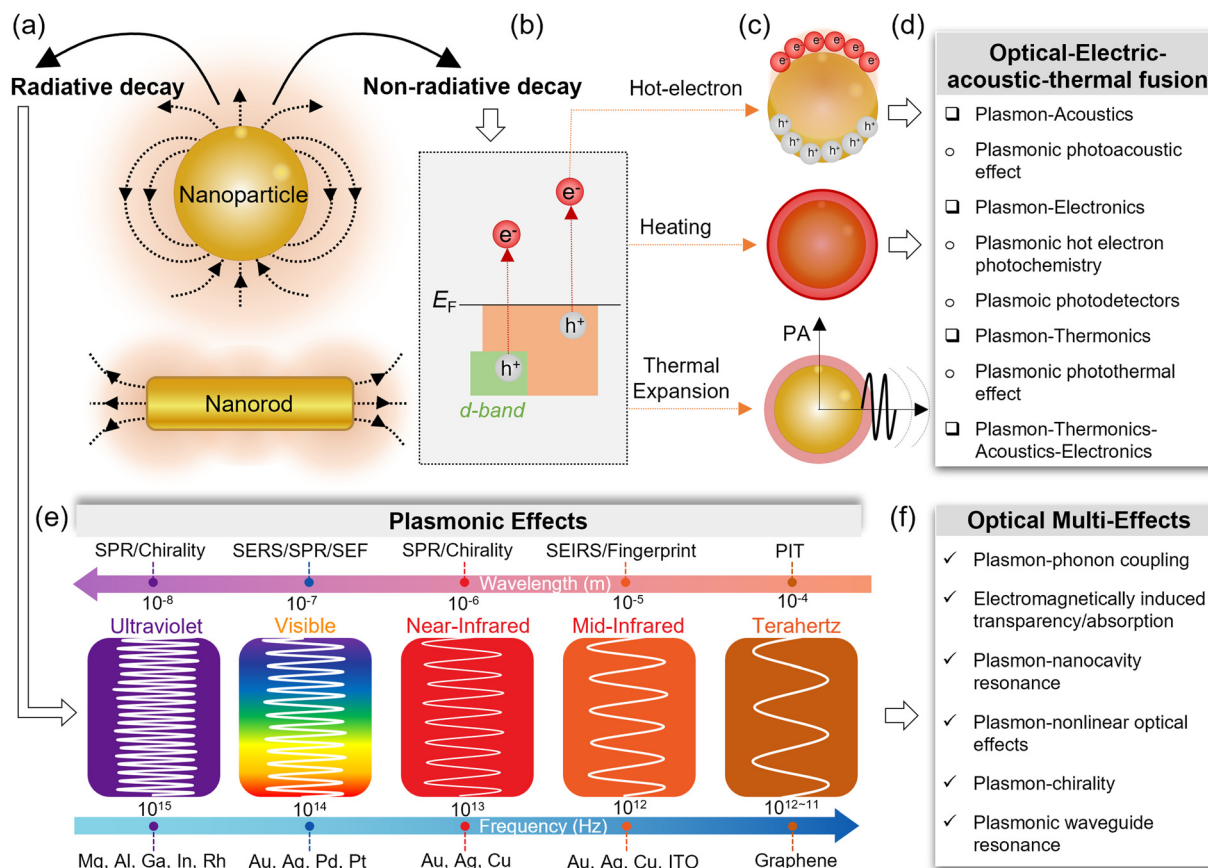 (a)
Radiative decay
Nanoparticle
Nanorod
(b)
Non-radiative decay
e-
e-
EF
h+
h+
d-band
Hot-electron
Heating
Thermal
Expansion
(c)
e- e- e- e- e- e-
h+ h+ h+ h+ h+ h+
PA
(d)
Optical-Electric-
acoustic-thermal fusion
❑ Plasmon-Acoustics
o Plasmonic photoacoustic
effect
❑ Plasmon-Electronics
o Plasmonic hot electron
photochemistry
o Plasmoic photodetectors
❑ Plasmon-Thermonics
o Plasmonic photothermal
effect
❑ Plasmon-Thermonics-
Acoustics-Electronics
(e)
Plasmonic Effects
SPR/Chirality SERS/SPR/SEF SPR/Chirality SEIRS/Fingerprint PIT
Wavelength (m)
10-8 10-7 10-6 10-5 10-4
Ultraviolet Visible Near-Infrared Mid-Infrared Terahertz
1015 1014 1013 1012 1012~11
Frequency (Hz)
Mg, Al, Ga, In, Rh Au, Ag, Pd, Pt Au, Ag, Cu Au, Ag, Cu, ITO Graphene
(f)
Optical Multi-Effects
✓ Plasmon-phonon coupling
✓ Electromagnetically induced
transparency/absorption
✓ Plasmon-nanocavity
resonance
✓ Plasmon-nonlinear optical
effects
✓ Plasmon-chirality
✓ Plasmonic waveguide
resonance